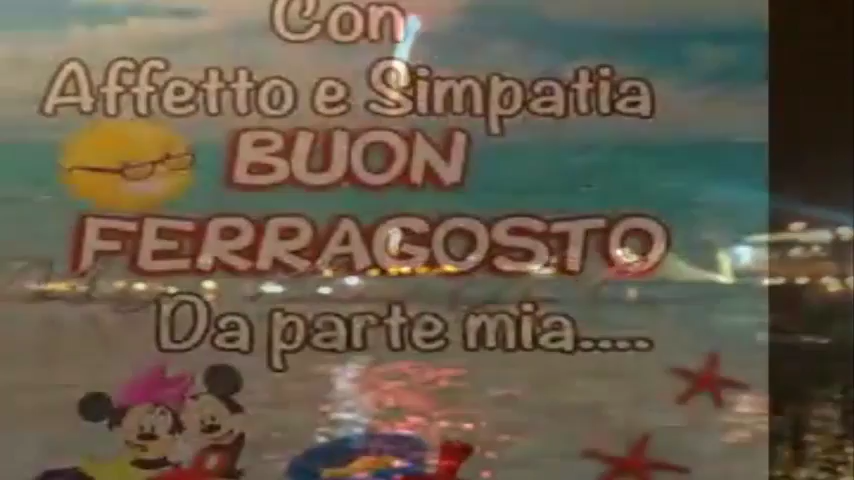 Con
Affetto e Simpatia
BUON
FERRAGOSTO
Da parte mia....